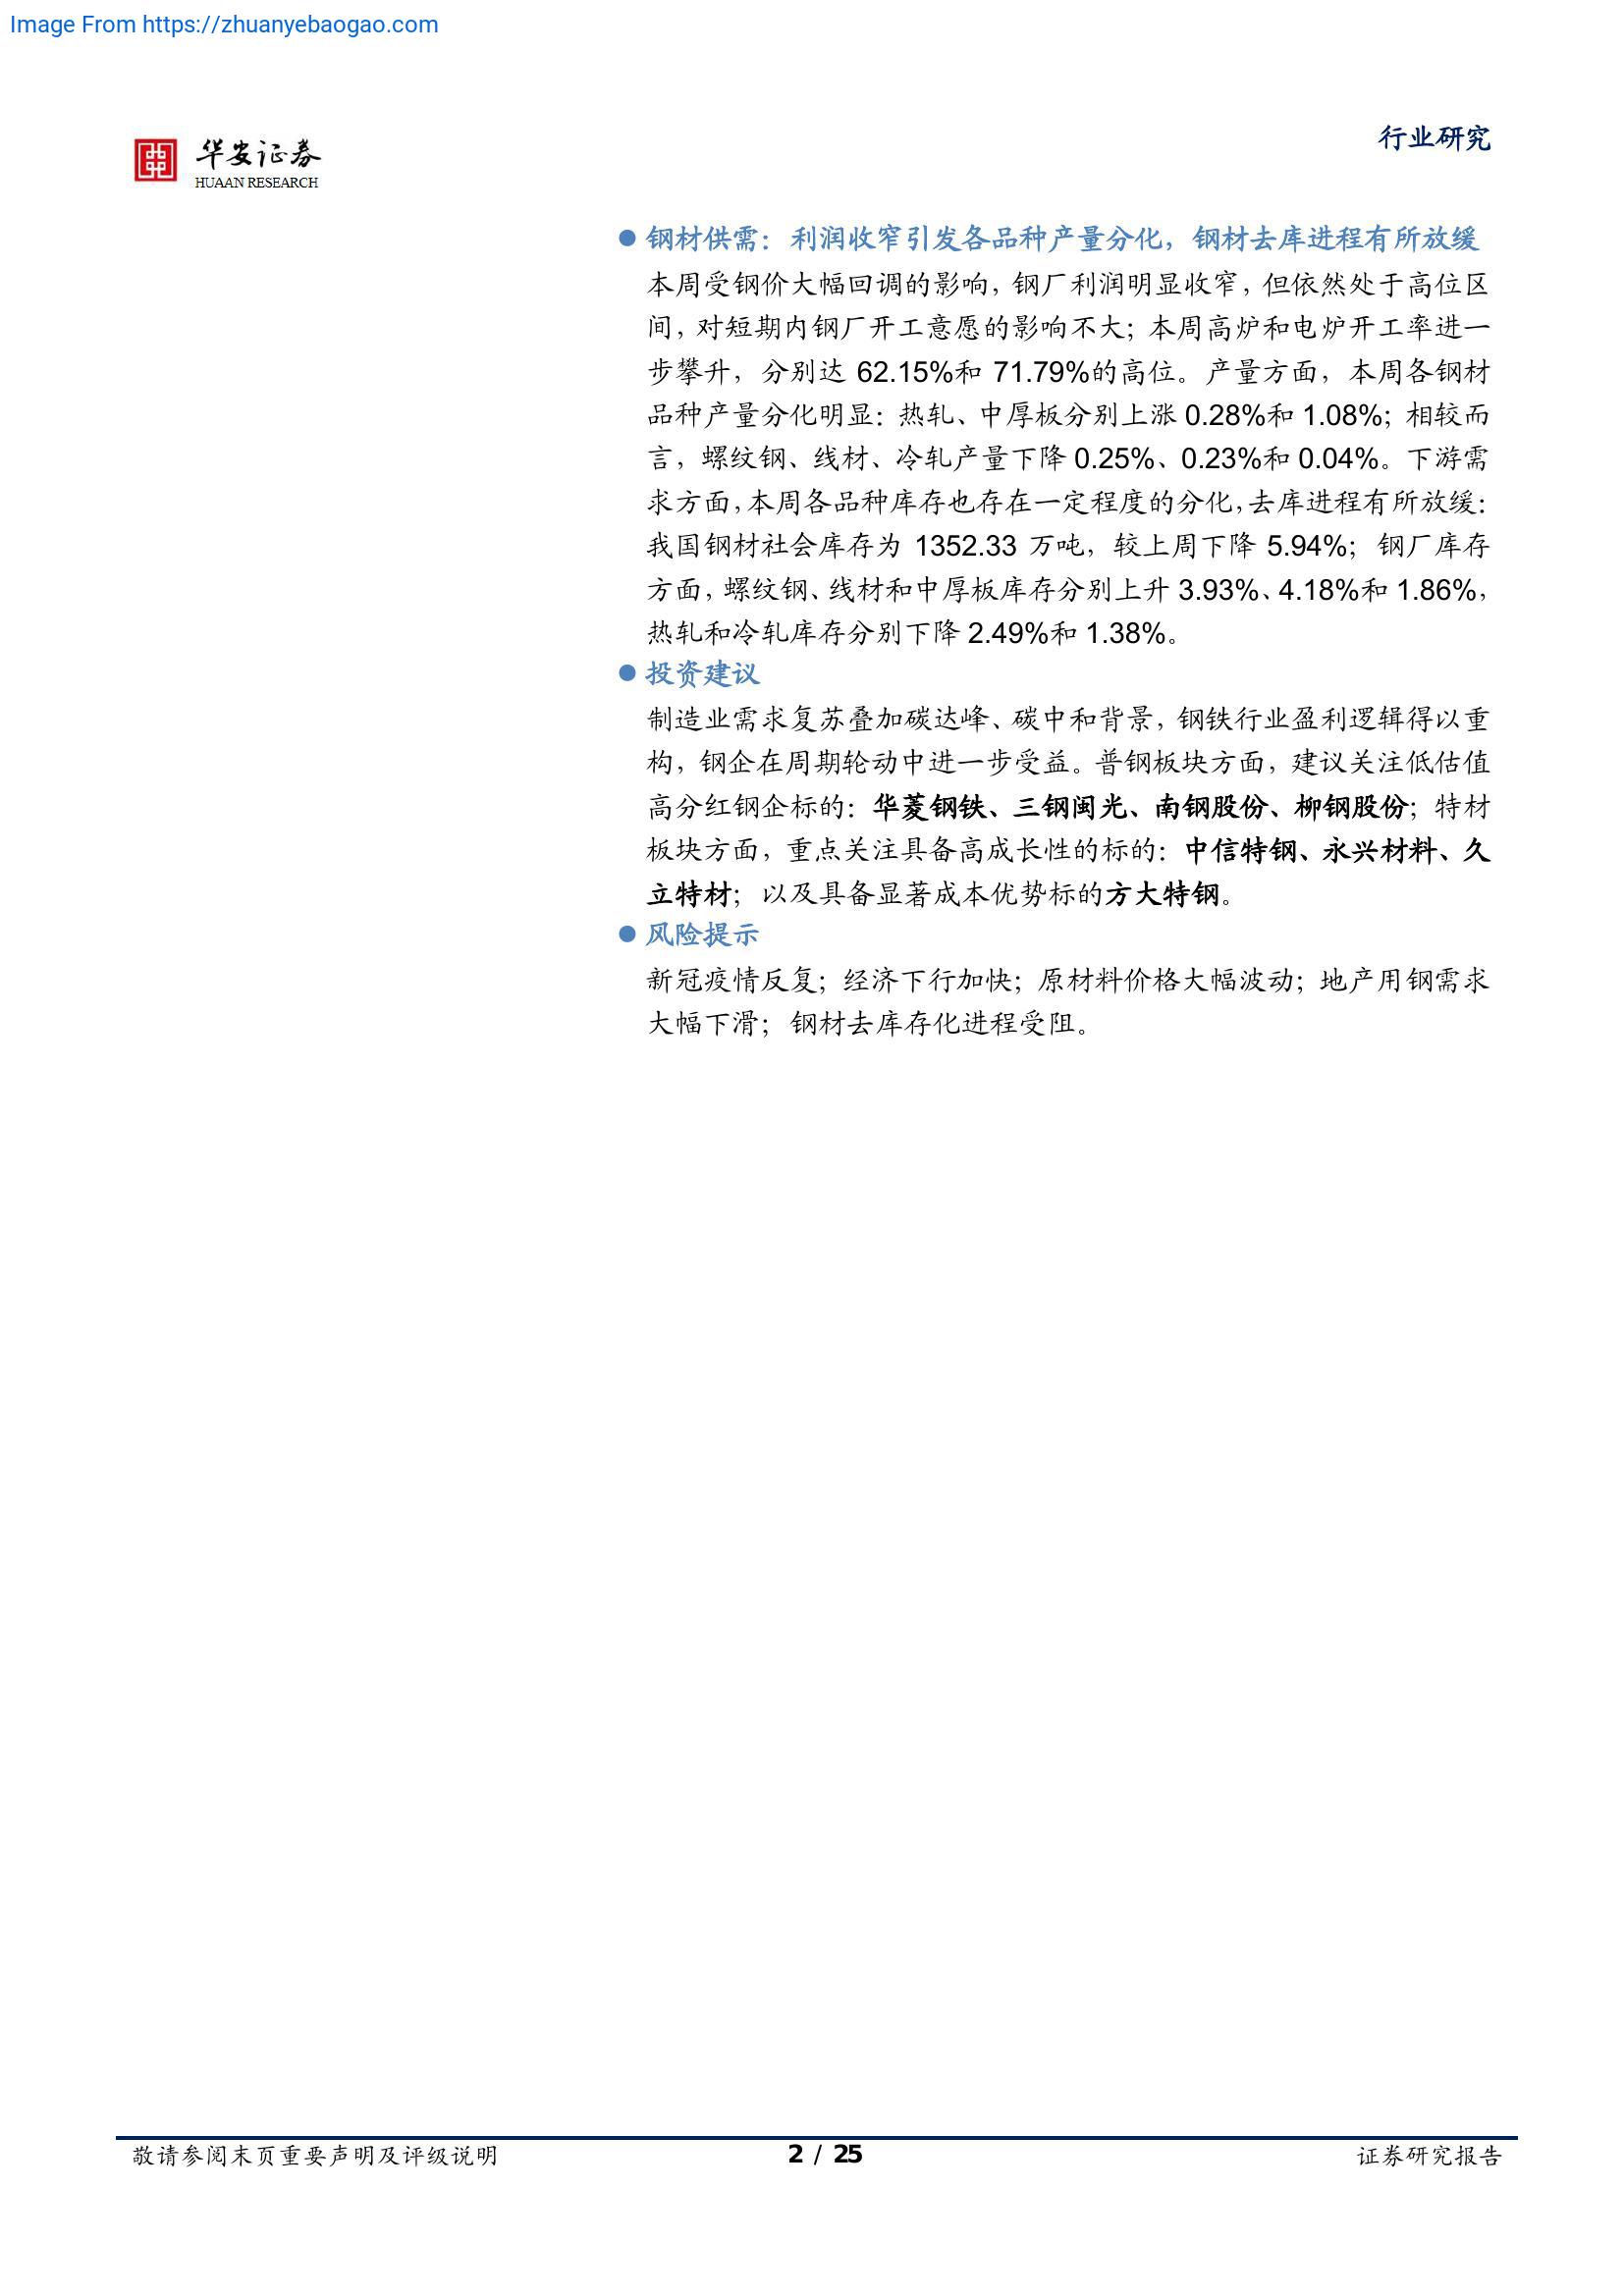 Image From https://zhuanyebaogao.com
华安证券
HUAAN RESEARCH
行业研究
● 钢材供需：利润收窄引发各品种产量分化，钢材去库进程有所放缓
本周受钢价大幅回调的影响，钢厂利润明显收窄，但依然处于高位区
间，对短期内钢厂开工意愿的影响不大；本周高炉和电炉开工率进一
步攀升，分别达 62.15%和 71.79%的高位。产量方面，本周各钢材
品种产量分化明显：热轧、中厚板分别上涨 0.28%和 1.08%；相较而
言，螺纹钢、线材、冷轧产量下降 0.25%、0.23%和 0.04%。下游需
求方面，本周各品种库存也存在一定程度的分化，去库进程有所放缓：
我国钢材社会库存为 1352.33 万吨，较上周下降 5.94%；钢厂库存
方面，螺纹钢、线材和中厚板库存分别上升 3.93%、4.18%和 1.86%，
热轧和冷轧库存分别下降 2.49%和 1.38%。
● 投资建议
制造业需求复苏叠加碳达峰、碳中和背景，钢铁行业盈利逻辑得以重
构，钢企在周期轮动中进一步受益。普钢板块方面，建议关注低估值
高分红钢企标的：华菱钢铁、三钢闽光、南钢股份、柳钢股份；特材
板块方面，重点关注具备高成长性的标的：中信特钢、永兴材料、久
立特材；以及具备显著成本优势标的方大特钢。
● 风险提示
新冠疫情反复；经济下行加快；原材料价格大幅波动；地产用钢需求
大幅下滑；钢材去库存化进程受阻。
敬请参阅末页重要声明及评级说明
2 / 25
证券研究报告